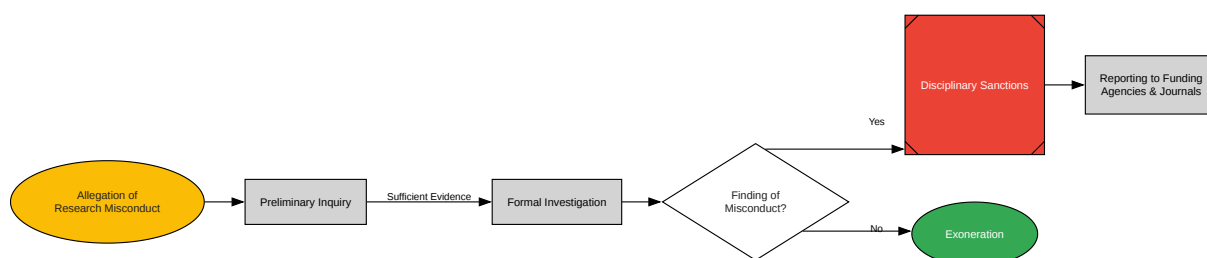 Allegation of
Research Misconduct
Preliminary Inquiry
Sufficient Evidence
Formal Investigation
Finding of
Misconduct?
Yes
Disciplinary Sanctions
Reporting to Funding
Agencies & Journals
No
Exoneration